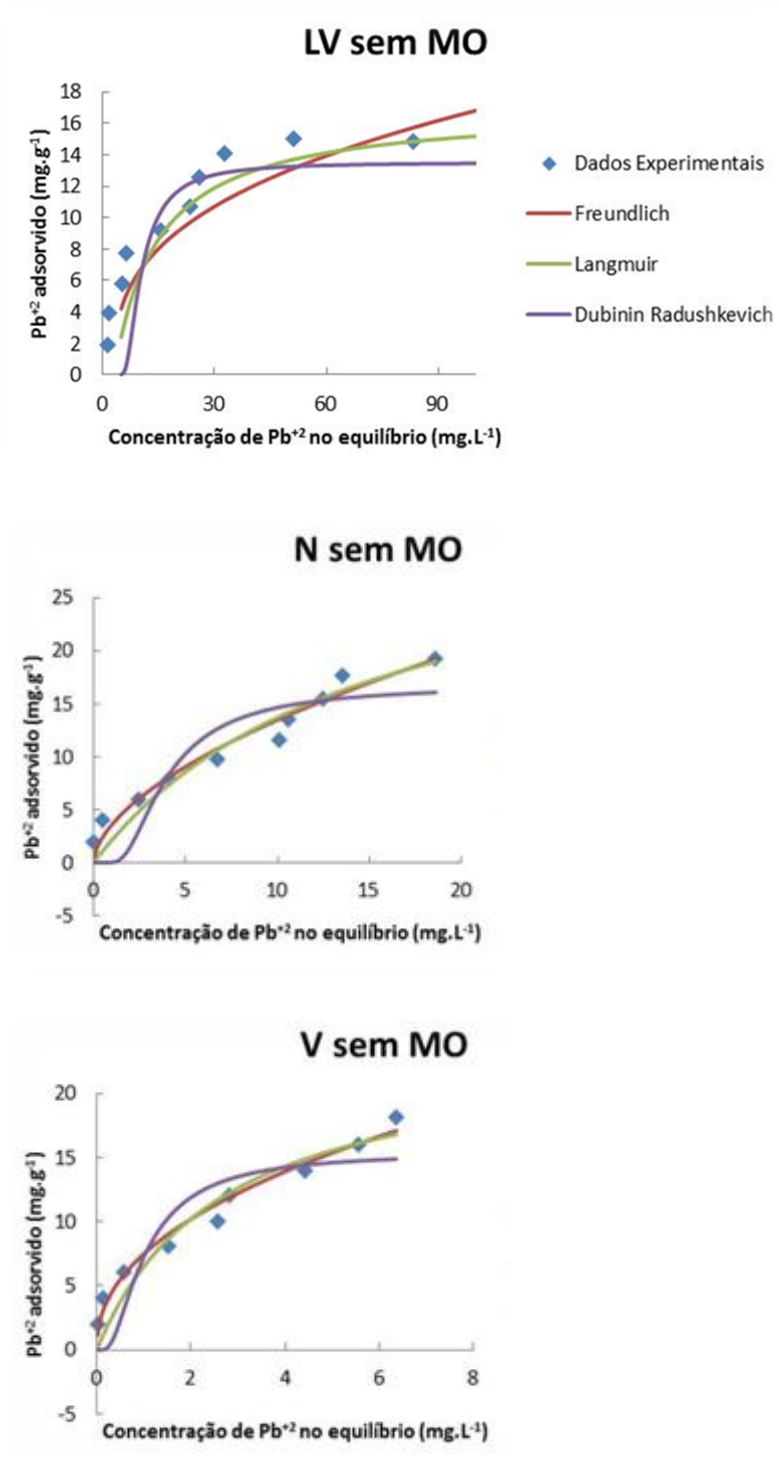 LV sem MO
18
16
14
12
10
8
6
4
2
0
Pb⁺² adsorvido (mg.g⁻¹)
0 30 60 90
Concentração de Pb⁺² no equilíbrio (mg.L⁻¹)
Dados Experimentais
Freundlich
Langmuir
Dubinin Radushkevich
N sem MO
25
20
15
10
5
0
-5
Pb⁺² adsorvido (mg.g⁻¹)
0 5 10 15 20
Concentração de Pb⁺² no equilíbrio (mg.L⁻¹)
V sem MO
20
15
10
5
0
-5
Pb⁺² adsorvido (mg.g⁻¹)
0 2 4 6 8
Concentração de Pb⁺² no equilíbrio (mg.L⁻¹)